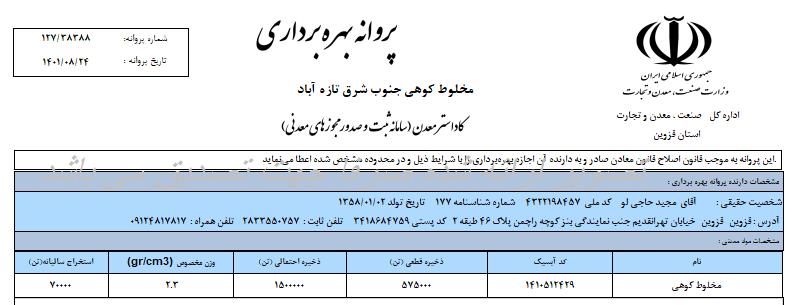 جمهوری اسلامی ایران
وزارت صنعت، معدن و تجارت
اداره کل صنعت ، معدن و تجارت
استان قزوین
پروانه بهره برداری
مخلوط کوهی جنوب شرق تازه آباد
کاداستر معدن (سامانه ثبت و صدور مجوزهای معدنی)
شماره پروانه: ۱۲۷/۳۸۳۸۸
تاریخ پروانه : ۱۴۰۱/۰۸/۲۴
این پروانه به موجب قانون اصلاح قانون معادن صادر و به دارنده آن اجازه بهره‌برداری را با شرایط ذیل و در محدوده مشخص شده اعطا می نماید.
مشخصات دارنده پروانه بهره برداری :
شخصیت حقیقی : آقای مجید حاجی لو کد ملی ۴۳۲۲۱۹۸۴۵۷ شماره شناسنامه ۱۷۷ تاریخ تولد ۱۳۵۸/۰۱/۰۲
آدرس : قزوین قزوین خیابان تهرانقدیم جنب نمایندگی بنز کوچه راچمن پلاک ۴۶ طبقه ۲ کد پستی ۳۴۱۸۶۸۴۷۵۹ تلفن ثابت : ۲۸۳۳۵۵۰۷۵۷ تلفن همراه : ۰۹۱۲۴۸۱۷۸۱۷
مشخصات مواد معدنی :
نام کد آیسیک ذخیره قطعی (تن) ذخیره احتمالی (تن) وزن مخصوص (gr/cm3) استخراج سالیانه(تن)
مخلوط کوهی ۱۴۱۰۵۱۲۴۲۹ ۵۷۵۰۰۰ ۱۵۰۰۰۰۰ ۲.۳ ۷۰۰۰۰